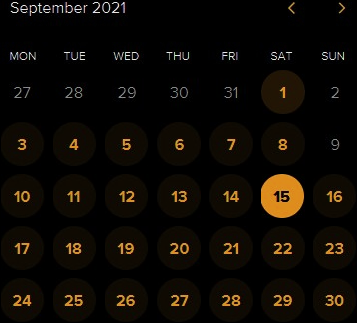 September 2021
MON TUE WED THU FRI SAT SUN
27 28 29 30 31 1 2
3 4 5 6 7 8 9
10 11 12 13 14 15 16
17 18 19 20 21 22 23
24 25 26 27 28 29 30